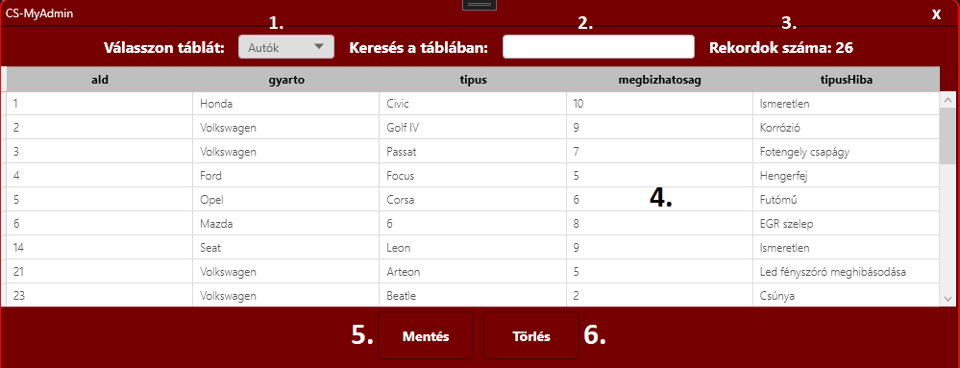 CS-MyAdmin X
1. 2. 3.
Válasszon táblát: Autók Keresés a táblában: Rekordok száma: 26
aId gyarto tipus megbizhatosag tipusHiba
1 Honda Civic 10 Ismeretlen
2 Volkswagen Golf IV 9 Korrózió
3 Volkswagen Passat 7 Fotengely csapágy
4 Ford Focus 5 Hengerfej
5 Opel Corsa 6 4. Futómű
6 Mazda 6 8 EGR szelep
14 Seat Leon 9 Ismeretlen
21 Volkswagen Arteon 5 Led fényszóró meghibásodása
23 Volkswagen Beatle 2 Csúnya
5. Mentés Törlés 6.